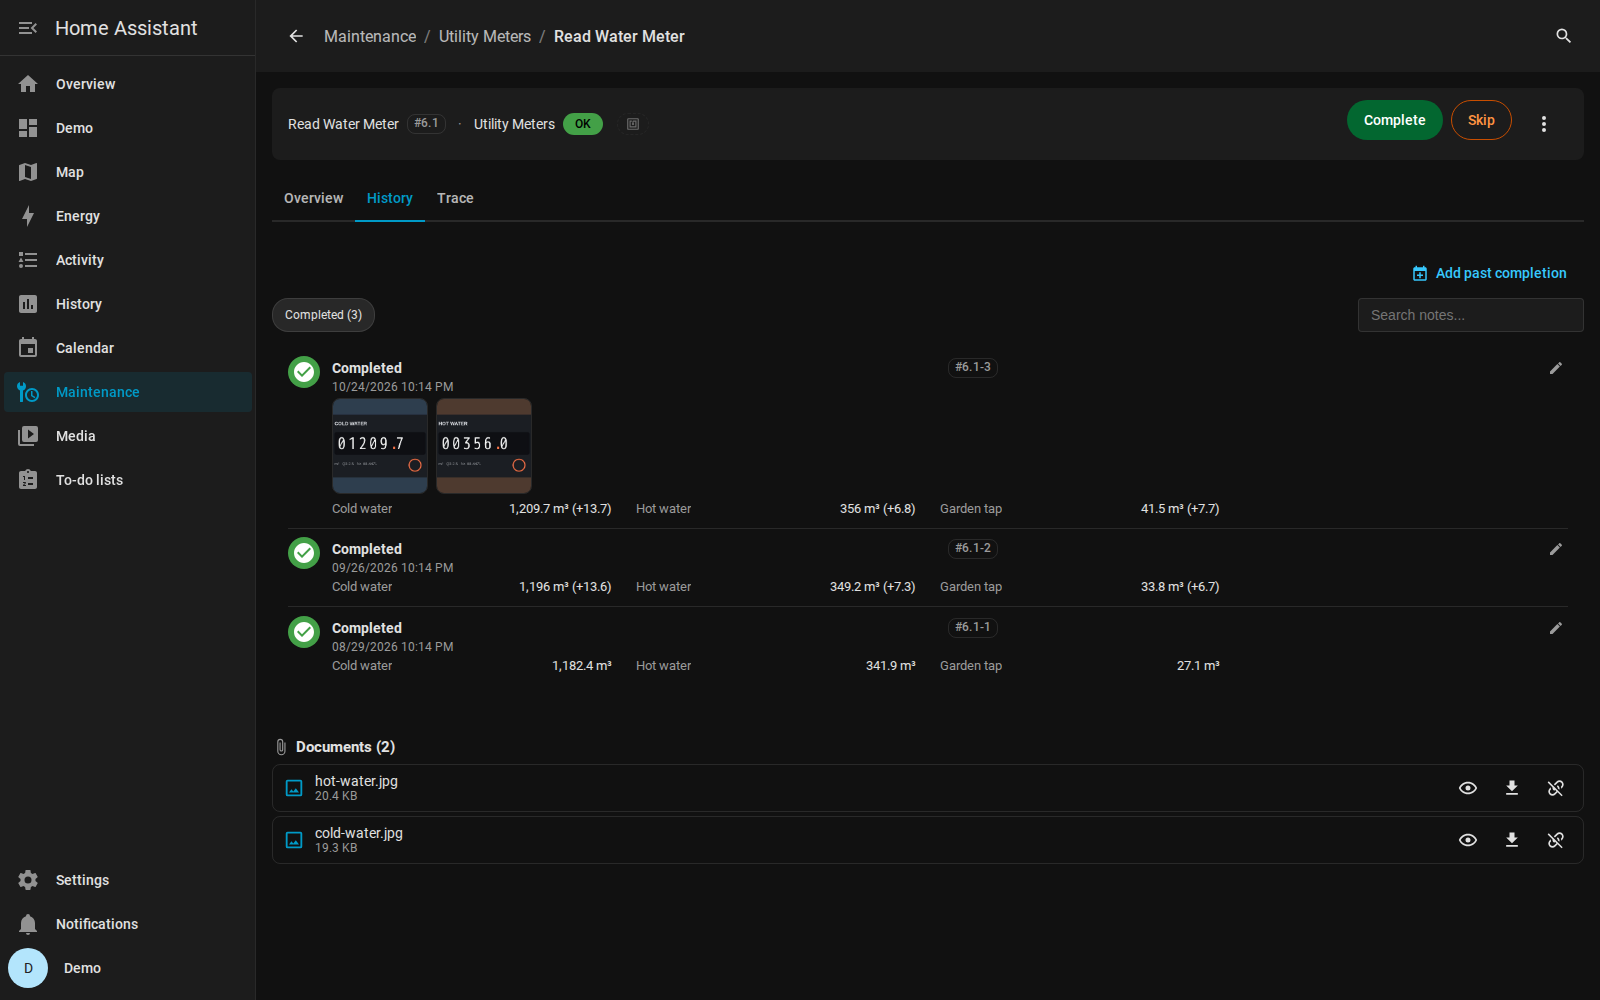 Home Assistant
Overview
Demo
Map
Energy
Activity
History
Calendar
Maintenance
Media
To-do lists
Settings
Notifications
D
Demo
Maintenance / Utility Meters / Read Water Meter
Read Water Meter #6.1 · Utility Meters OK
Complete
Skip
Overview
History
Trace
Add past completion
Completed (3)
Search notes...
Completed #6.1-3
10/24/2026 10:14 PM
COLD WATER
01209.7
HOT WATER
00356.0
Cold water 1,209.7 m³ (+13.7) Hot water 356 m³ (+6.8) Garden tap 41.5 m³ (+7.7)
Completed #6.1-2
09/26/2026 10:14 PM
Cold water 1,196 m³ (+13.6) Hot water 349.2 m³ (+7.3) Garden tap 33.8 m³ (+6.7)
Completed #6.1-1
08/29/2026 10:14 PM
Cold water 1,182.4 m³ Hot water 341.9 m³ Garden tap 27.1 m³
Documents (2)
hot-water.jpg
20.4 KB
cold-water.jpg
19.3 KB